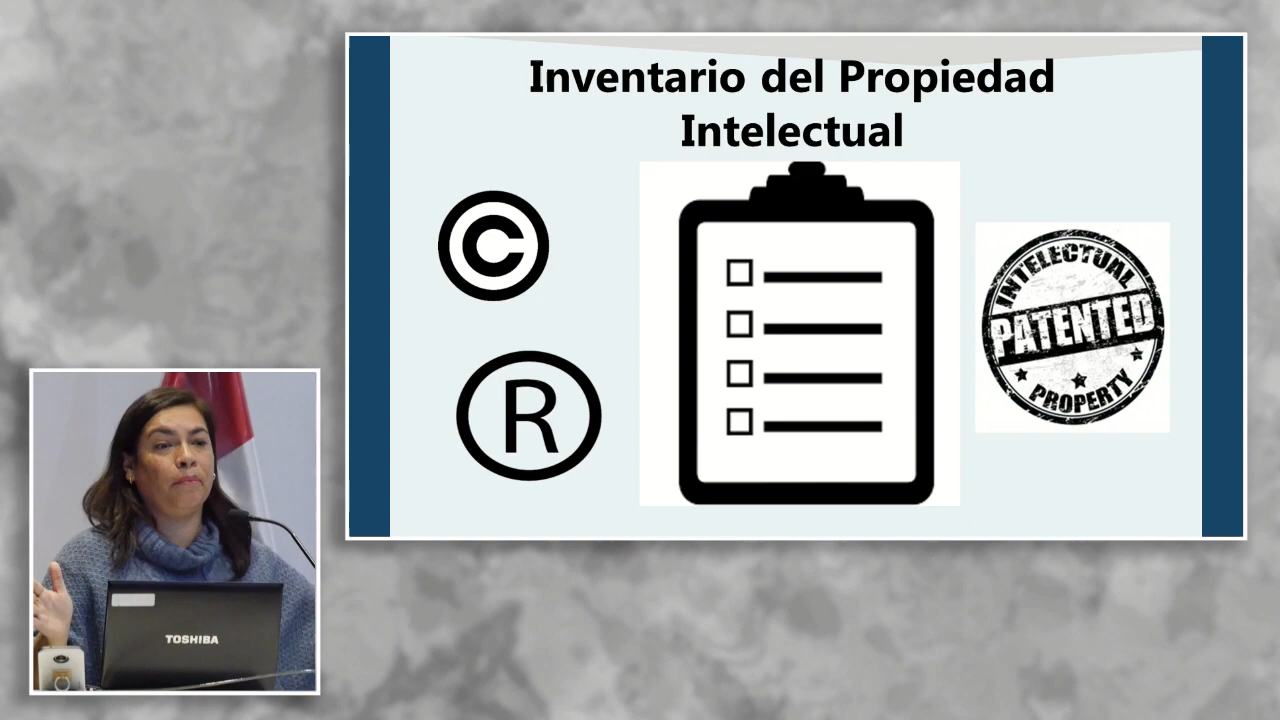 Inventario del Propiedad
Intelectual
©
®
INTELECTUAL
PATENTED
PROPERTY
TOSHIBA